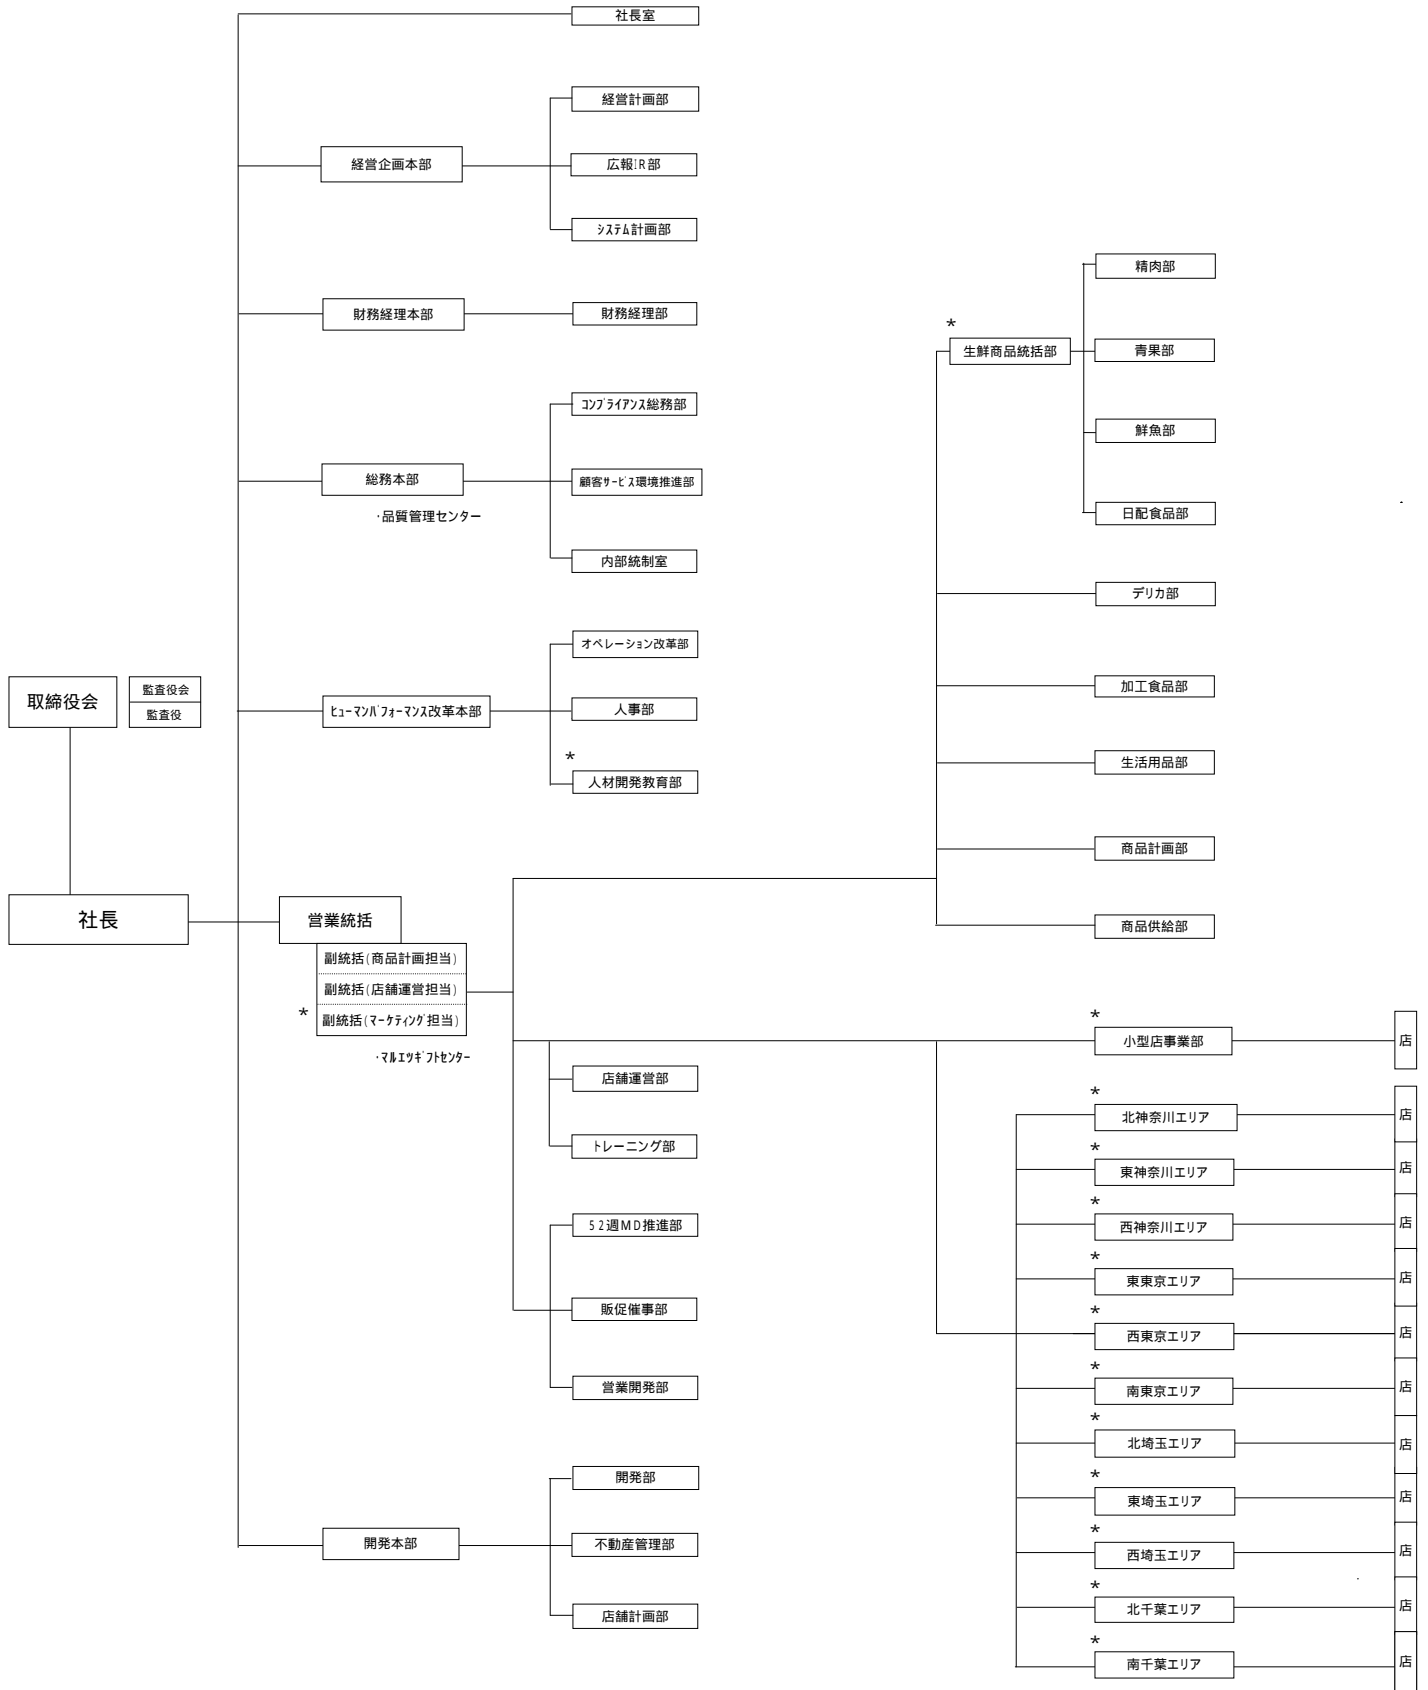 社長室
経営計画部
経営企画本部
広報IR部
システム計画部
財務経理本部
財務経理部
コンプライアンス総務部
総務本部
・品質管理センター
顧客サービス環境推進部
内部統制室
オペレーション改革部
ヒューマンパフォーマンス改革本部
人事部
*
人材開発教育部
取締役会
監査役会
監査役
社長
営業統括
副統括(商品計画担当)
副統括(店舗運営担当)
* 副統括(マーケティング担当)
・マルエツギフトセンター
*
生鮮商品統括部
精肉部
青果部
鮮魚部
日配食品部
デリカ部
加工食品部
生活用品部
商品計画部
商品供給部
店舗運営部
トレーニング部
52週MD推進部
販促催事部
営業開発部
*
小型店事業部 店
*
北神奈川エリア 店
*
東神奈川エリア 店
*
西神奈川エリア 店
*
東東京エリア 店
*
西東京エリア 店
*
南東京エリア 店
*
北埼玉エリア 店
*
東埼玉エリア 店
*
西埼玉エリア 店
*
北千葉エリア 店
*
南千葉エリア 店
開発部
開発本部
不動産管理部
店舗計画部